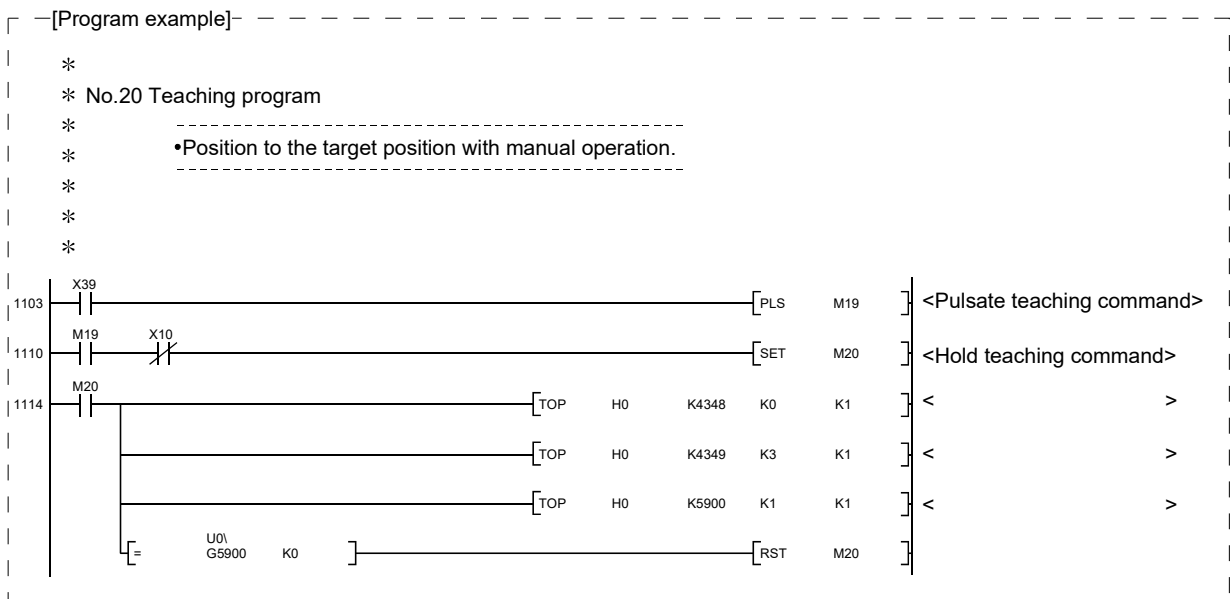 [Program example]
*
* No.20 Teaching program
*
* •Position to the target position with manual operation.
*
*
*
X39
1103 PLS M19 <Pulsate teaching command>
M19 X10
1110 SET M20 <Hold teaching command>
M20
1114 TOP H0 K4348 K0 K1 < >
TOP H0 K4349 K3 K1 < >
TOP H0 K5900 K1 K1 < >
U0\
= G5900 K0 RST M20